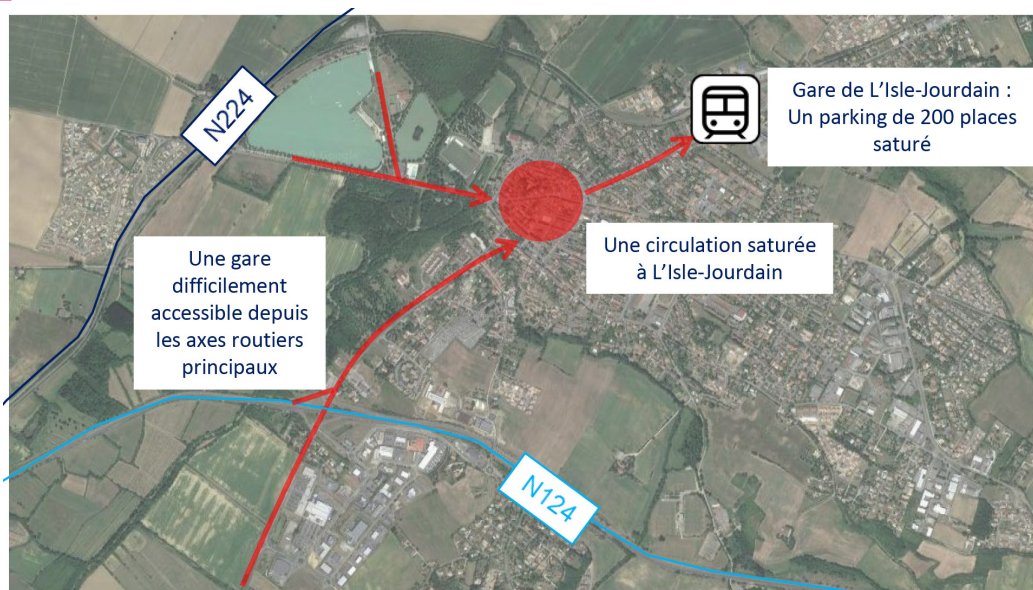 N224
Gare de L'Isle-Jourdain :
Un parking de 200 places
saturé
Une circulation saturée
à L'Isle-Jourdain
Une gare
difficilement
accessible depuis
les axes routiers
principaux
N124